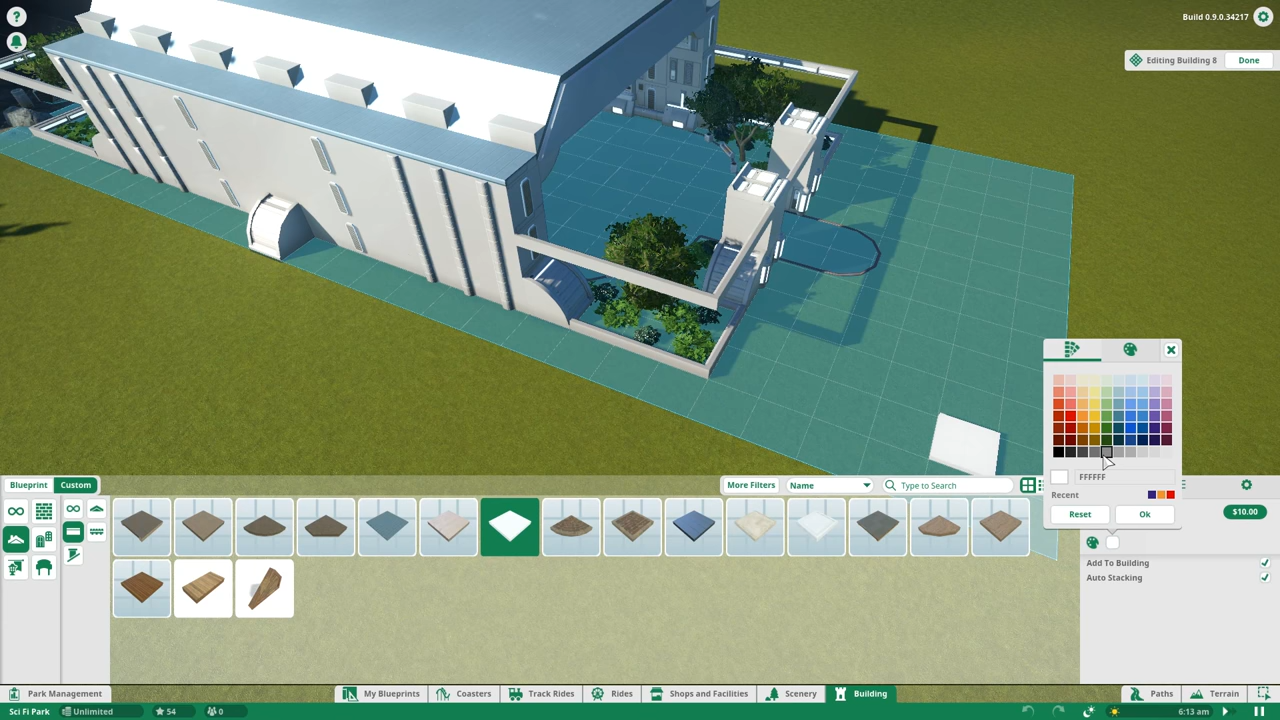 ?
Build 0.9.0.34217
Editing Building 8 Done
FFFFFF
Recent
Reset Ok
Blueprint Custom More Filters Name Type to Search
$10.00
Add To Building
Auto Stacking
Park Management My Blueprints Coasters Track Rides Rides Shops and Facilities Scenery Building Paths Terrain
Sci Fi Park Unlimited 54 0 6:13 am